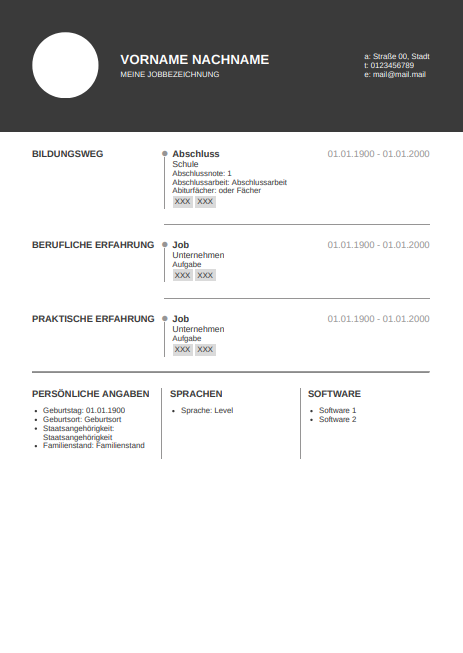 VORNAME NACHNAME
MEINE JOBBEZEICHNUNG
a: Straße 00, Stadt
t: 0123456789
e: mail@mail.mail
BILDUNGSWEG
Abschluss
01.01.1900 - 01.01.2000
Schule
Abschlussnote: 1
Abschlussarbeit: Abschlussarbeit
Abiturfächer: oder Fächer
XXX XXX
BERUFLICHE ERFAHRUNG
Job
01.01.1900 - 01.01.2000
Unternehmen
Aufgabe
XXX XXX
PRAKTISCHE ERFAHRUNG
Job
01.01.1900 - 01.01.2000
Unternehmen
Aufgabe
XXX XXX
PERSÖNLICHE ANGABEN
• Geburtstag: 01.01.1900
• Geburtsort: Geburtsort
• Staatsangehörigkeit:
Staatsangehörigkeit
• Familienstand: Familienstand
SPRACHEN
• Sprache: Level
SOFTWARE
• Software 1
• Software 2